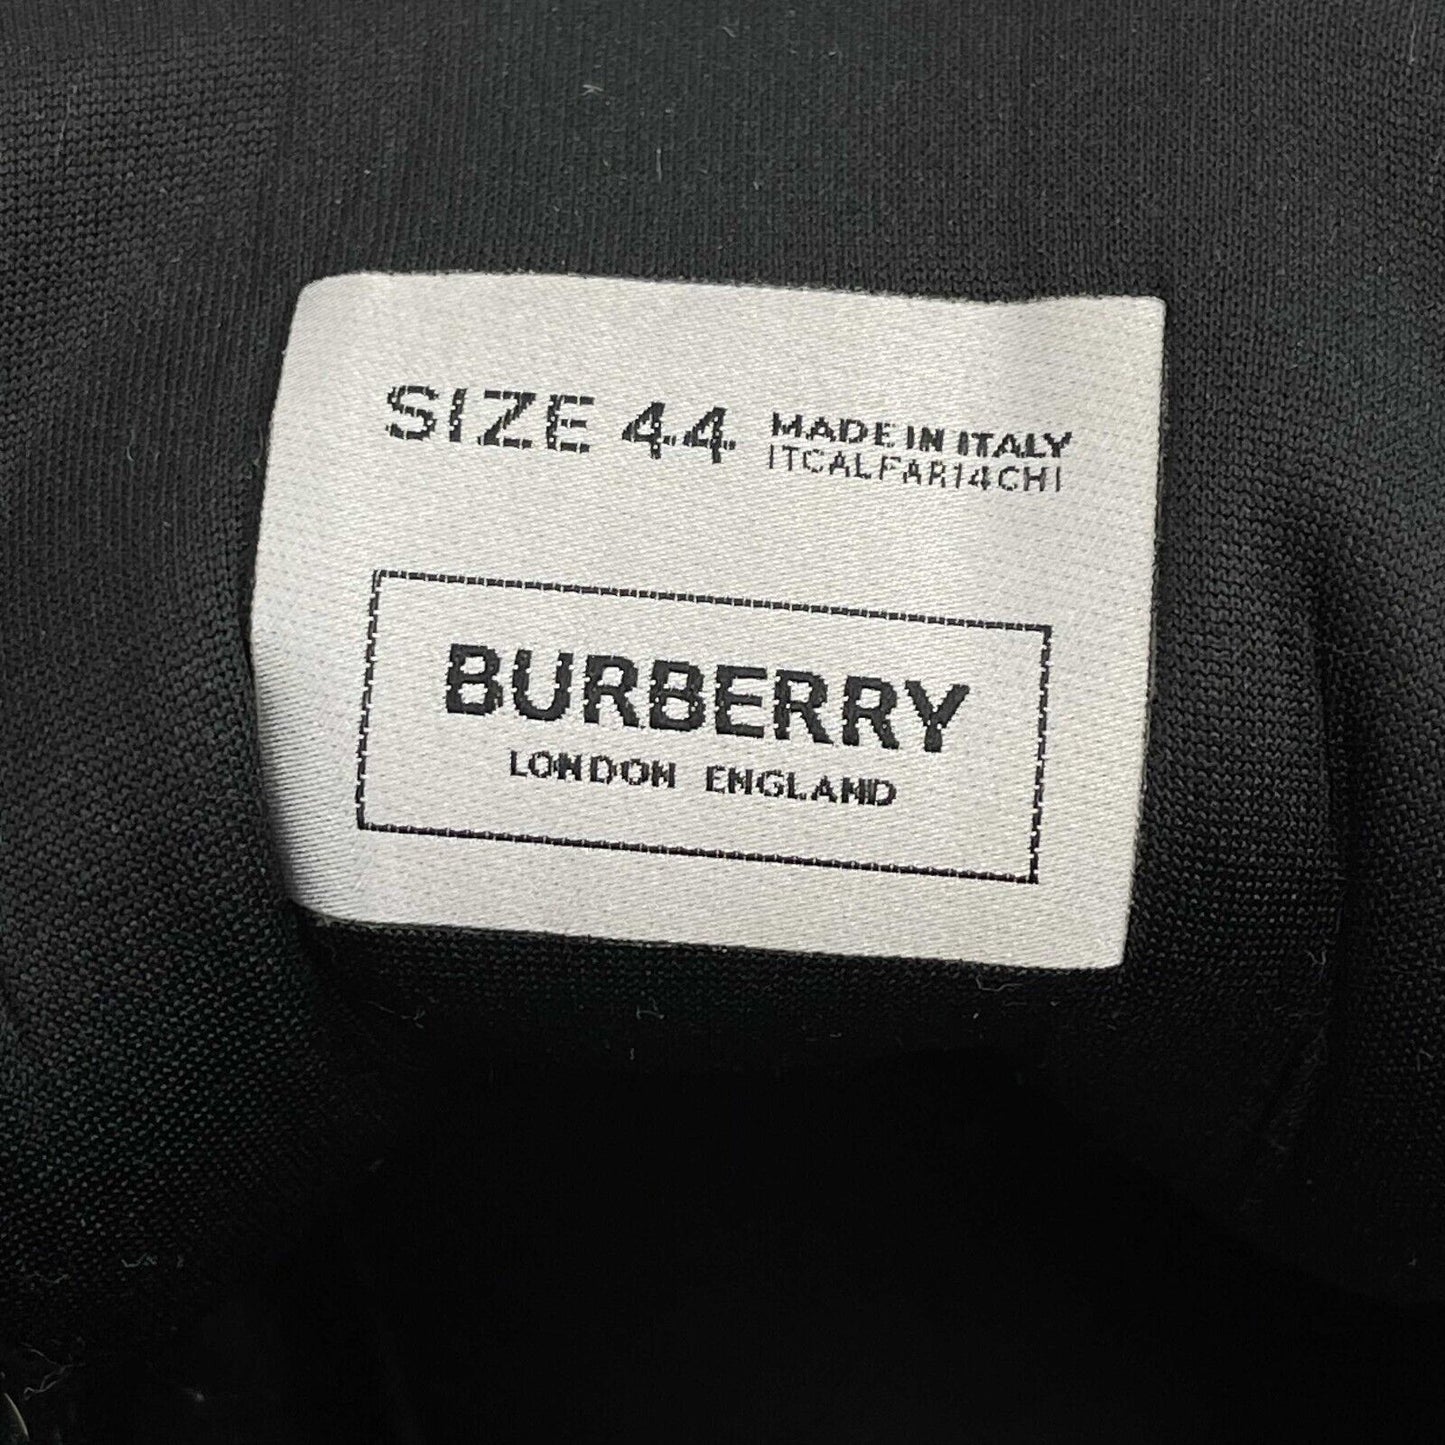 SIZE 44
MADE IN ITALY
ITCALFAR14CHI
BURBERRY
LONDON ENGLAND